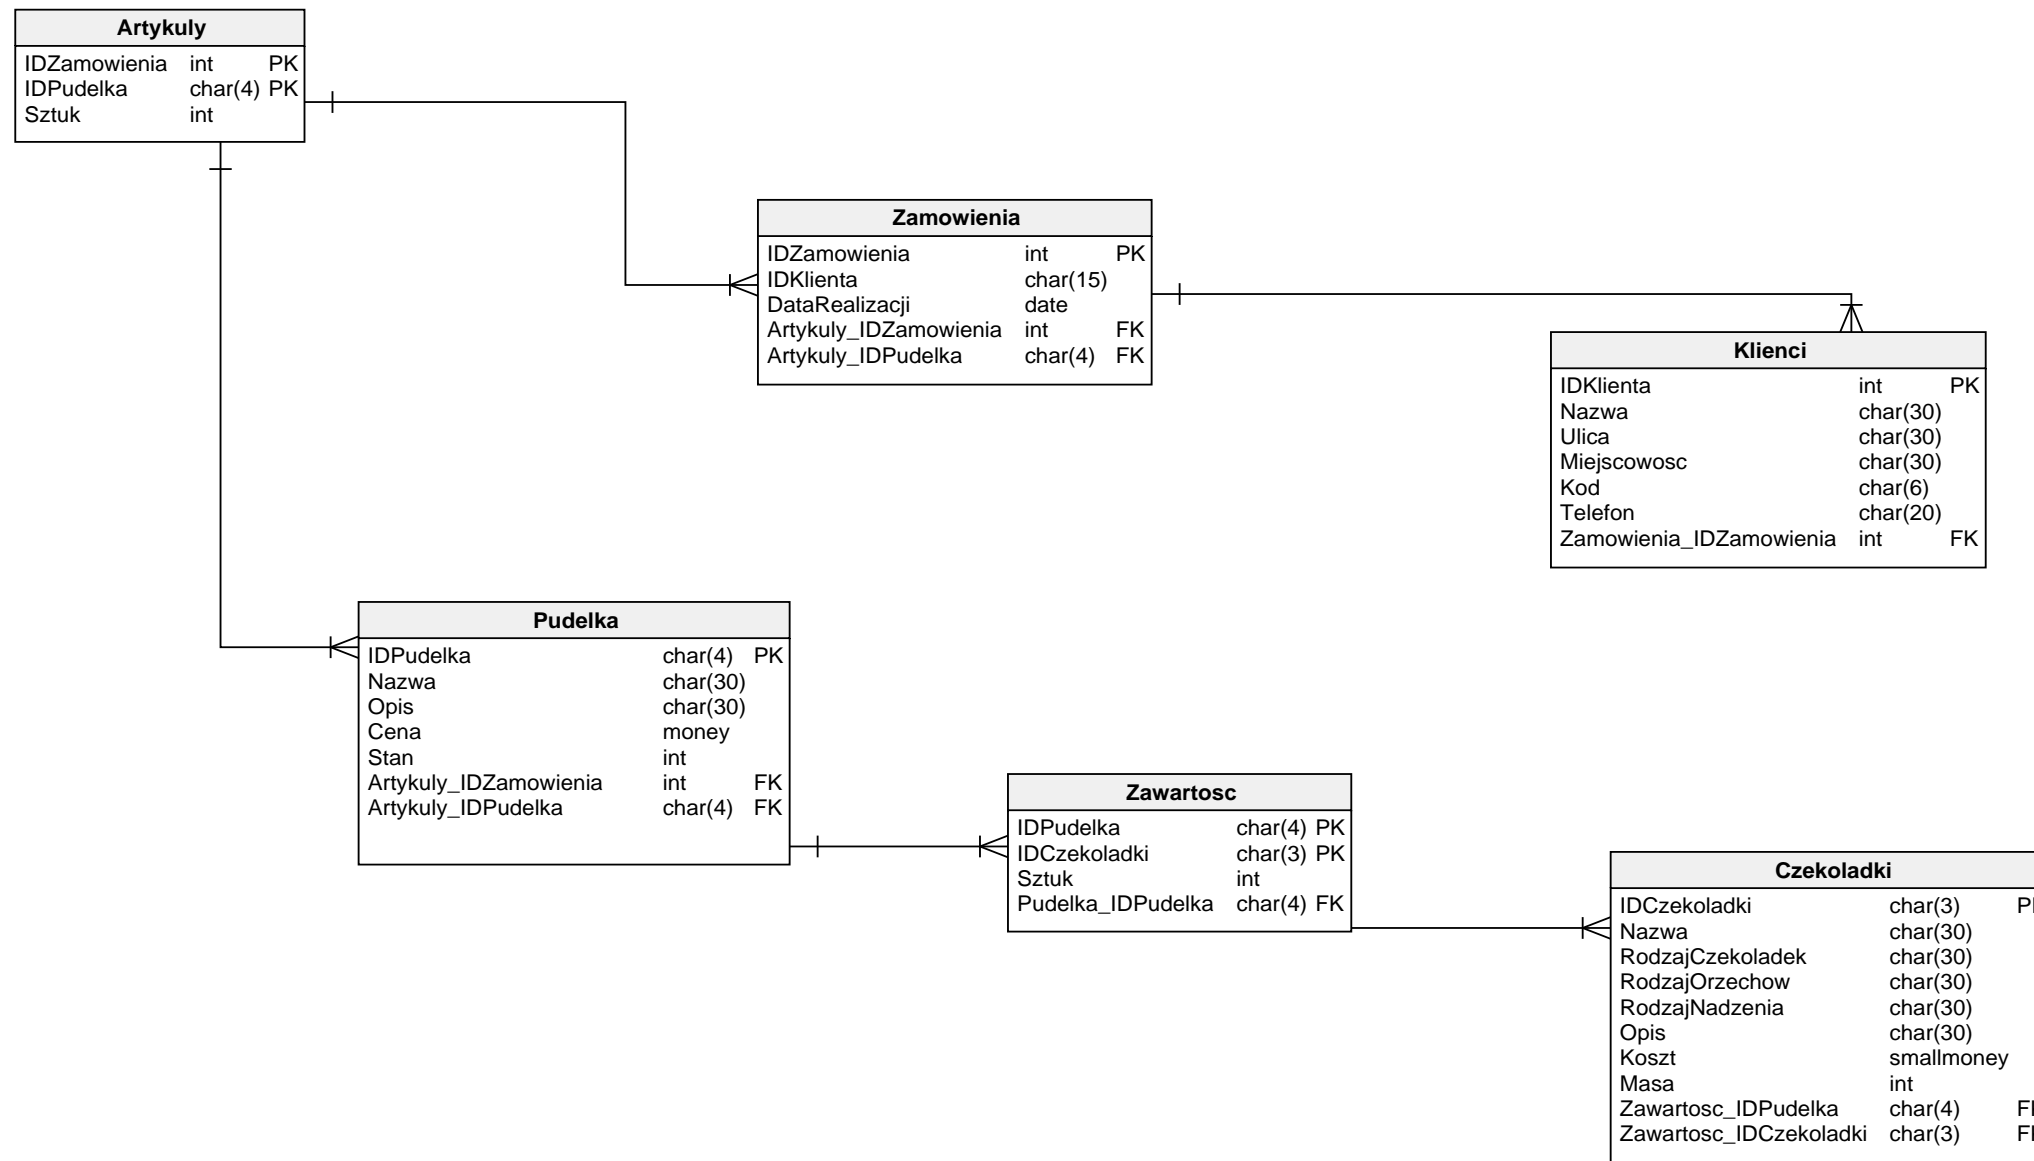 Artykuly
IDZamowienia int PK
IDPudelka char(4) PK
Sztuk int
Zamowienia
IDZamowienia int PK
IDKlienta char(15)
DataRealizacji date
Artykuly_IDZamowienia int FK
Artykuly_IDPudelka char(4) FK
Klienci
IDKlienta int PK
Nazwa char(30)
Ulica char(30)
Miejscowosc char(30)
Kod char(6)
Telefon char(20)
Zamowienia_IDZamowienia int FK
Pudelka
IDPudelka char(4) PK
Nazwa char(30)
Opis char(30)
Cena money
Stan int
Artykuly_IDZamowienia int FK
Artykuly_IDPudelka char(4) FK
Zawartosc
IDPudelka char(4) PK
IDCzekoladki char(3) PK
Sztuk int
Pudelka_IDPudelka char(4) FK
Czekoladki
IDCzekoladki char(3)
Nazwa char(30)
RodzajCzekoladek char(30)
RodzajOrzechow char(30)
RodzajNadzenia char(30)
Opis char(30)
Koszt smallmoney
Masa int
Zawartosc_IDPudelka char(4)
Zawartosc_IDCzekoladki char(3)